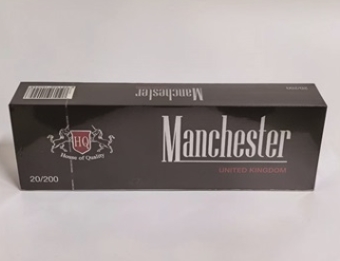 Manchester
HQ
House of Quality
Manchester
UNITED KINGDOM
20/200